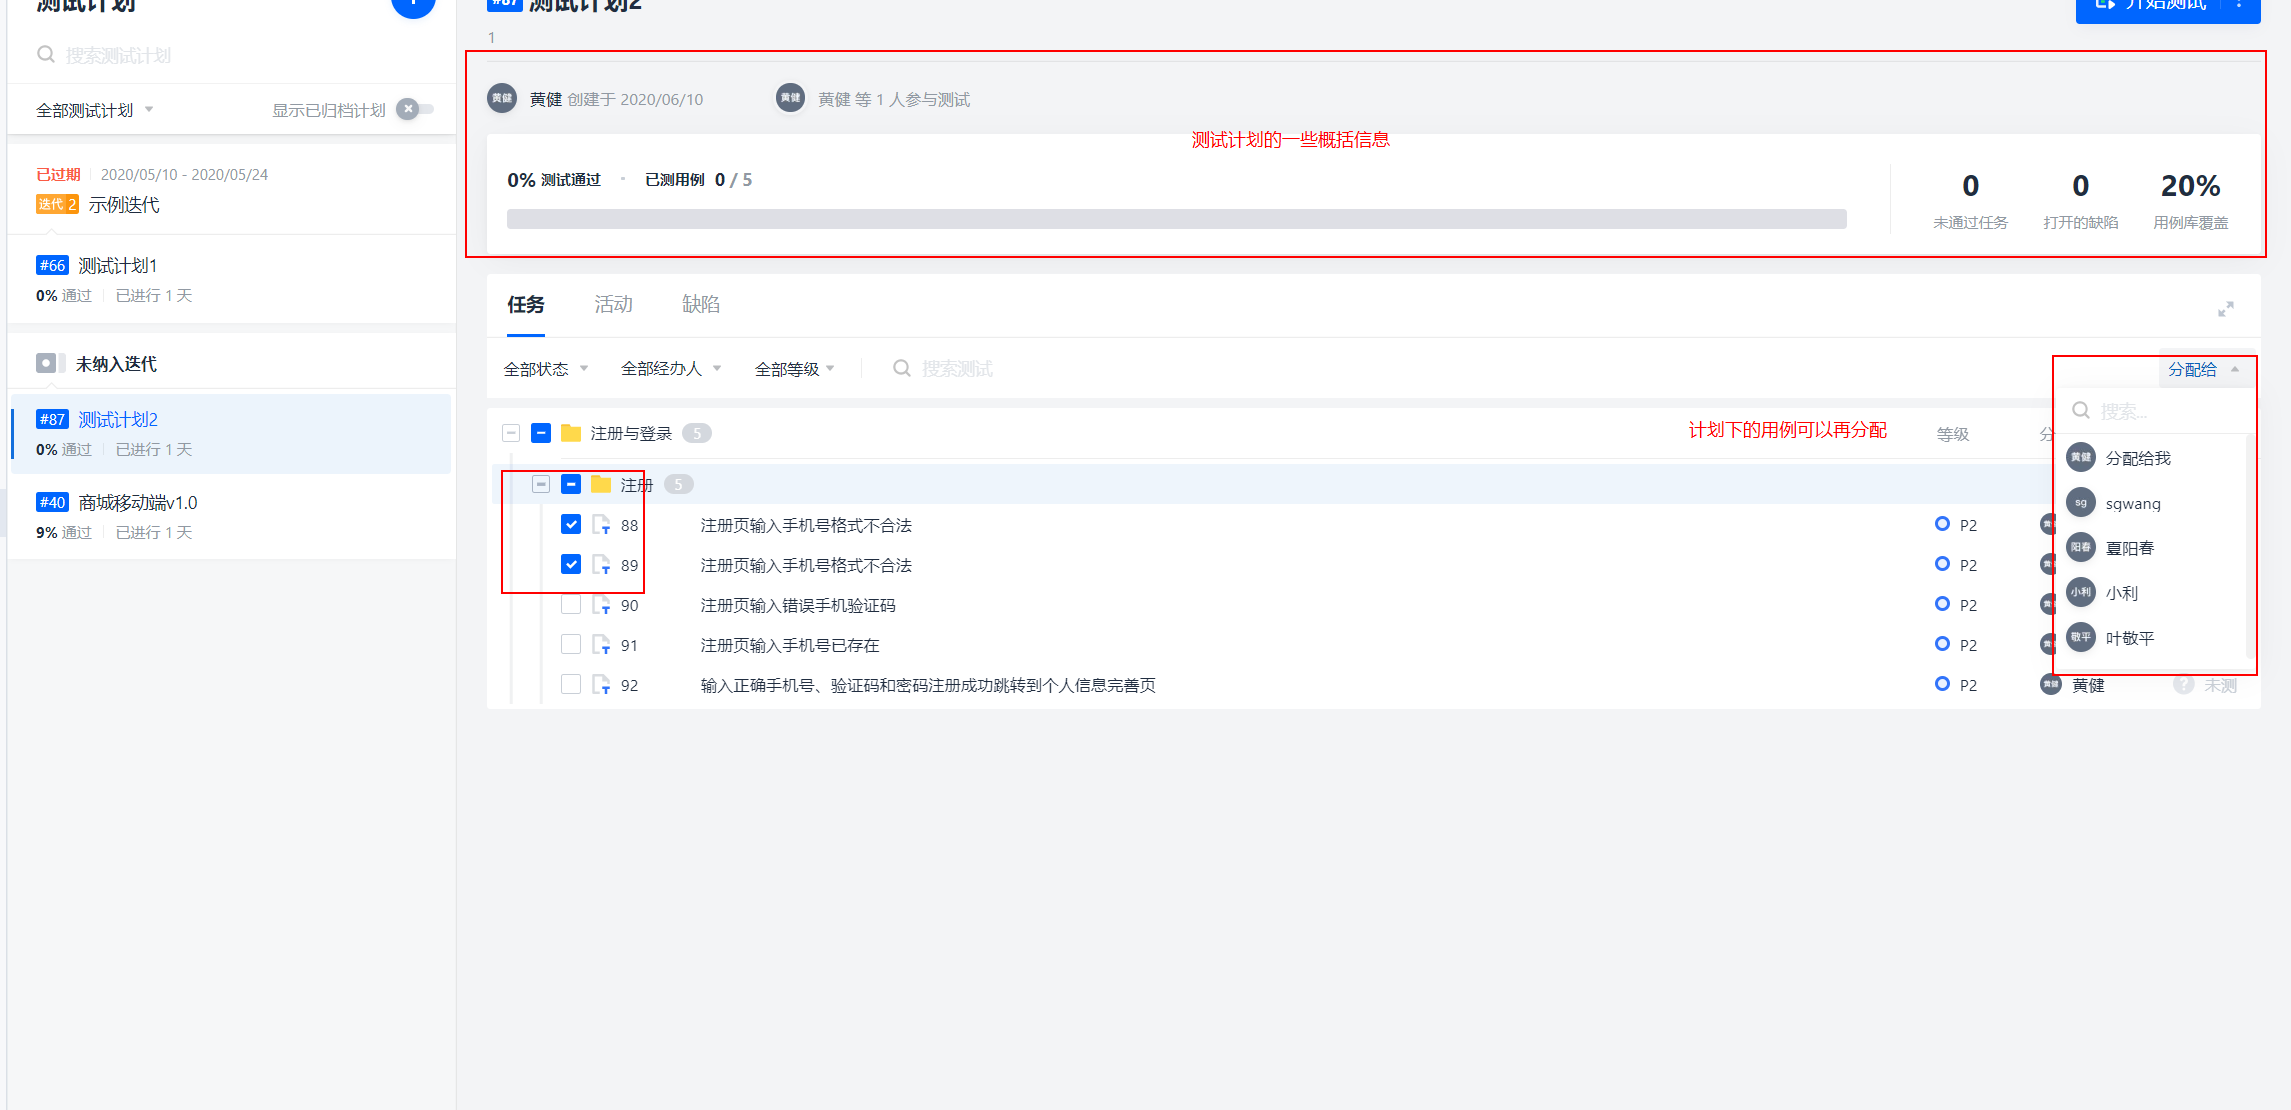 测试计划
搜索测试计划
全部测试计划
显示已归档计划
已过期 2020/05/10 - 2020/05/24
迭代 2 示例迭代
#66 测试计划1
0% 通过 已进行 1 天
未纳入迭代
#87 测试计划2
0% 通过 已进行 1 天
#40 商城移动端v1.0
9% 通过 已进行 1 天
#87 测试计划2
开始测试
1
黄健 黄健 创建于 2020/06/10
黄健 黄健 等 1 人参与测试
测试计划的一些概括信息
0% 测试通过 · 已测用例 0 / 5
0 未通过任务
0 打开的缺陷
20% 用例库覆盖
任务 活动 缺陷
全部状态 全部经办人 全部等级 搜索测试
分配给
搜索...
黄健 分配给我
sg sgwang
阳春 夏阳春
小利 小利
敬平 叶敬平
注册与登录 5
计划下的用例可以再分配
等级 分
注册 5
88 注册页输入手机号格式不合法 P2
89 注册页输入手机号格式不合法 P2
90 注册页输入错误手机验证码 P2
91 注册页输入手机号已存在 P2
92 输入正确手机号、验证码和密码注册成功跳转到个人信息完善页 P2 黄健 黄健 ? 未测